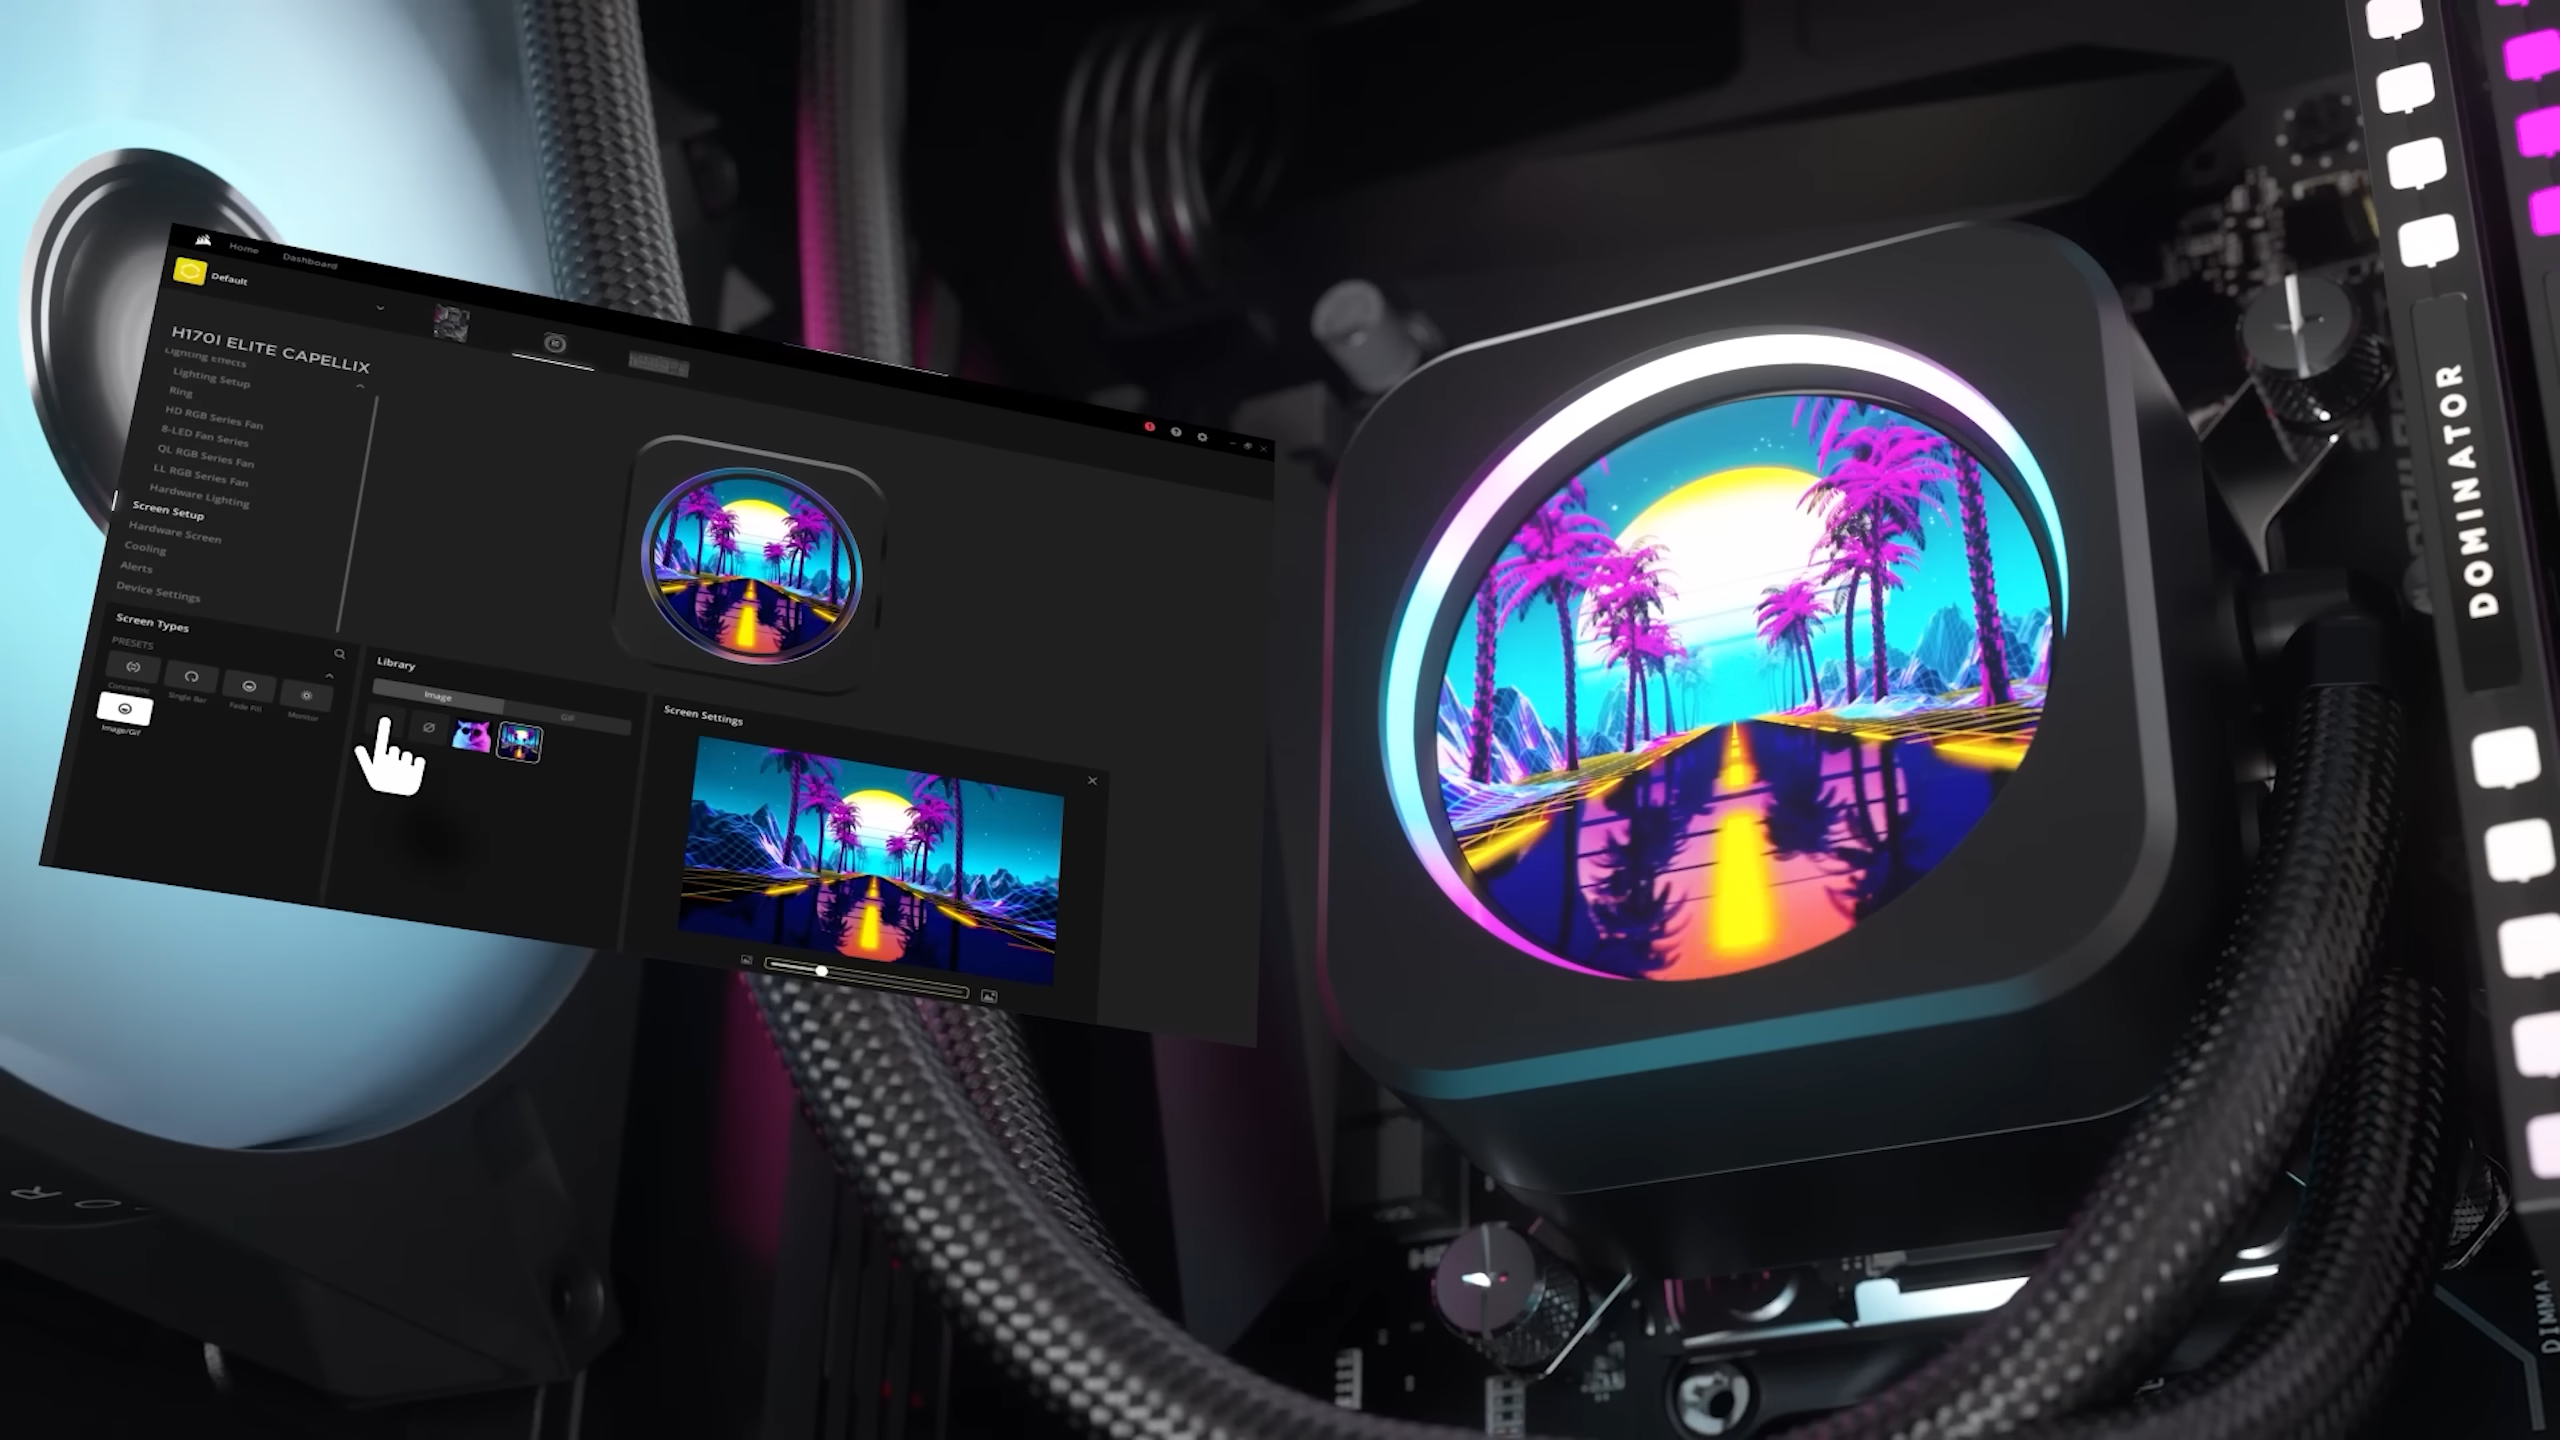 Home
Dashboard
Default
H170I ELITE CAPELLIX
Lighting Effects
Lighting Setup
Ring
HD RGB Series Fan
8-LED Fan Series
QL RGB Series Fan
LL RGB Series Fan
Hardware Lighting
Screen Setup
Hardware Screen
Cooling
Alerts
Device Settings
Screen Types
PRESETS
Concentric
Single Bar
Fade Fill
Monitor
Image/Gif
Library
Image
GIF
Screen Settings
DOMINATOR